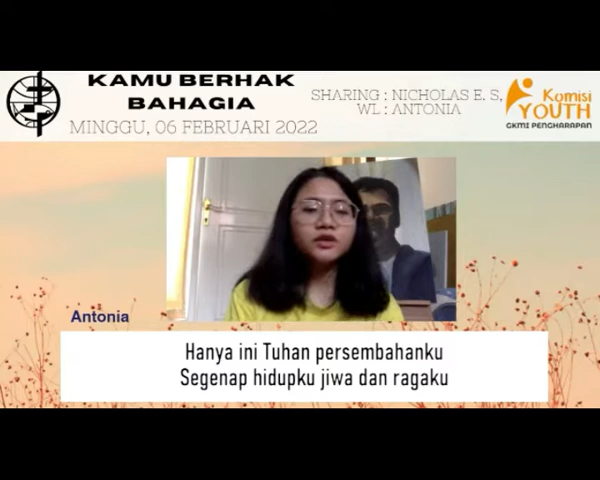 KAMU BERHAK
BAHAGIA
MINGGU, 06 FEBRUARI 2022
SHARING : NICHOLAS E. S,
WL : ANTONIA
Komisi
YOUTH
GKMI PENGHARAPAN
Antonia
Hanya ini Tuhan persembahanku
Segenap hidupku jiwa dan ragaku